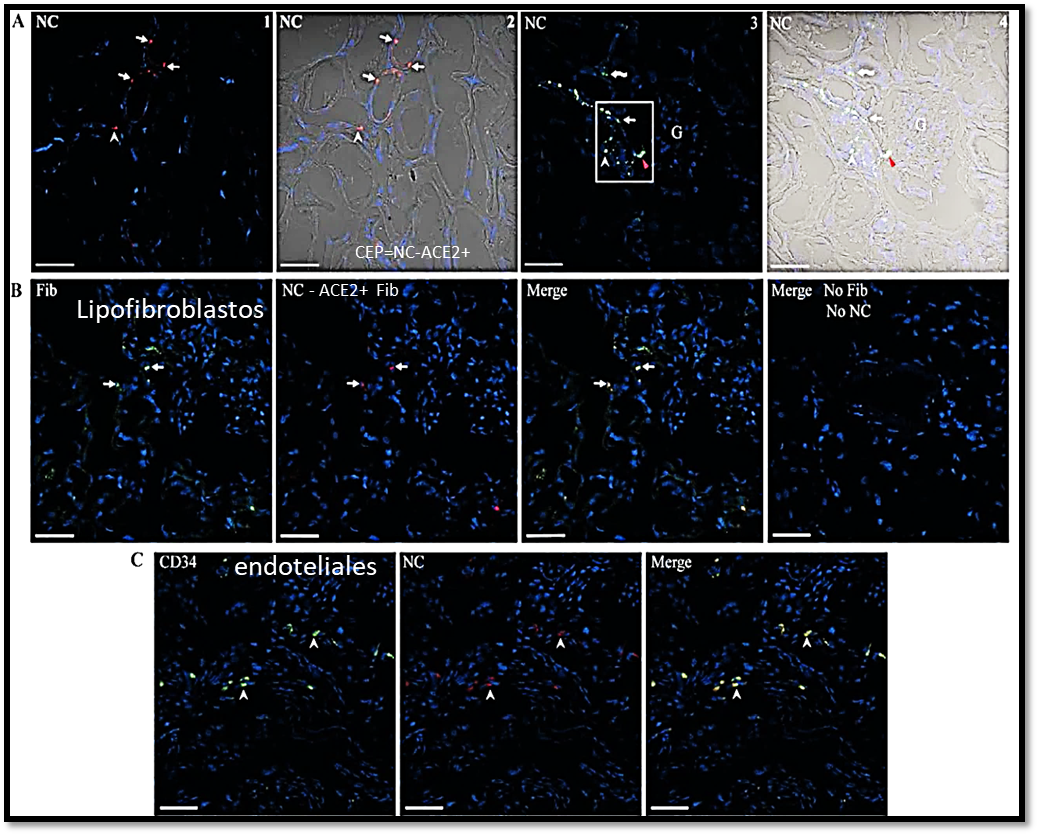 A
NC 1
NC 2
CEP=NC-ACE2+
NC 3
G
NC 4
G
B
Fib
Lipofibroblastos
NC - ACE2+ Fib
Merge
Merge No Fib
No NC
C
CD34 endoteliales
NC
Merge